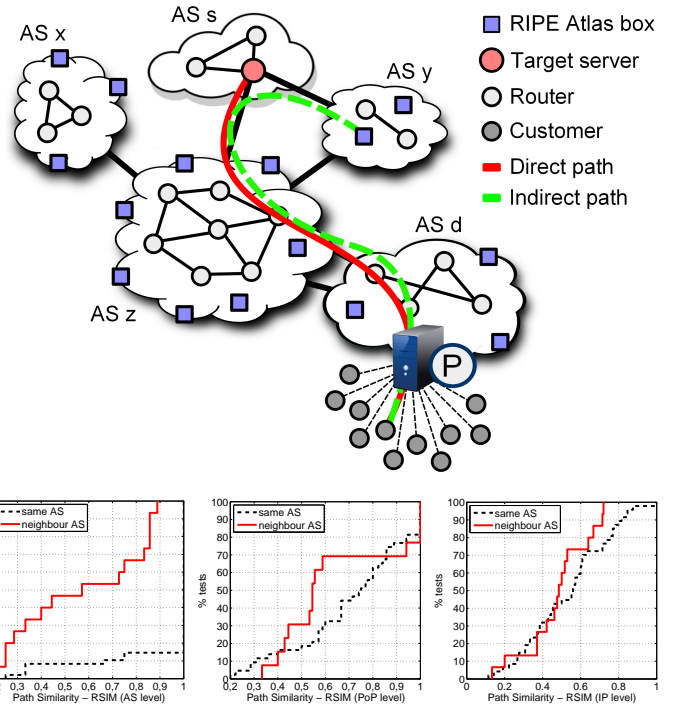 AS s
AS x
AS y
AS d
AS z
P
RIPE Atlas box
Target server
Router
Customer
Direct path
Indirect path
same AS
neighbour AS
0,3 0,4 0,5 0,6 0,7 0,8 0,9 1
Path Similarity – RSIM (AS level)
same AS
neighbour AS
% tests
100
90
80
70
60
50
40
30
20
10
0
0,2 0,3 0,4 0,5 0,6 0,7 0,8 0,9 1
Path Similarity – RSIM (PoP level)
same AS
neighbour AS
% tests
100
90
80
70
60
50
40
30
20
10
0
0 0.2 0.4 0.6 0.8 1
Path Similarity – RSIM (IP level)